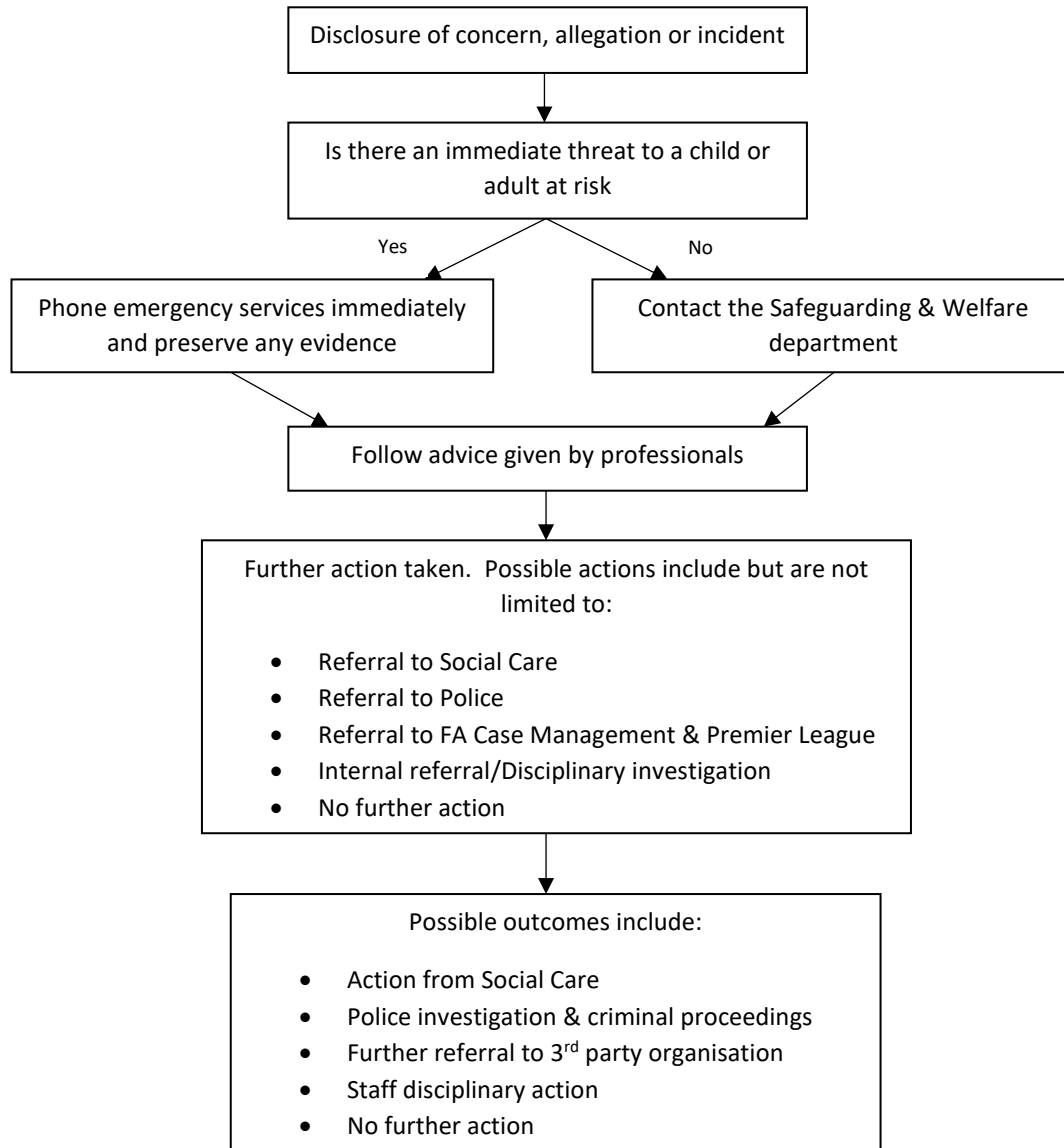 Disclosure of concern, allegation or incident
Is there an immediate threat to a child or
adult at risk
Yes
No
Phone emergency services immediately
and preserve any evidence
Contact the Safeguarding & Welfare
department
Follow advice given by professionals
Further action taken.  Possible actions include but are not
limited to:
• Referral to Social Care
• Referral to Police
• Referral to FA Case Management & Premier League
• Internal referral/Disciplinary investigation
• No further action
Possible outcomes include:
• Action from Social Care
• Police investigation & criminal proceedings
• Further referral to 3rd party organisation
• Staff disciplinary action
• No further action